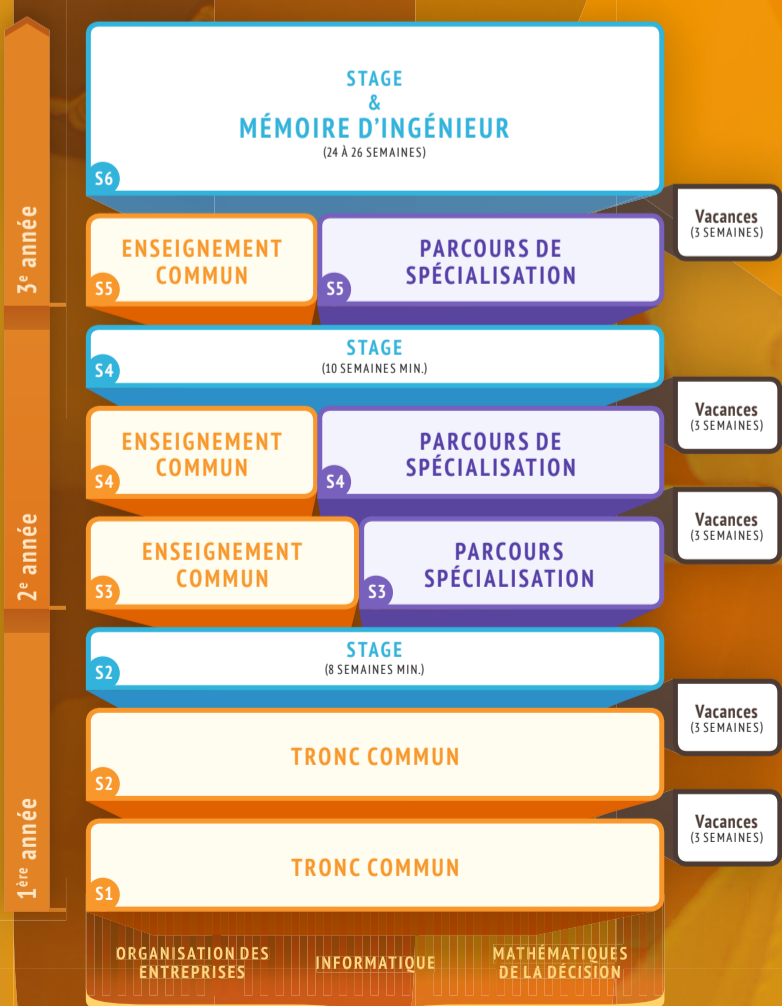 STAGE
&
MÉMOIRE D'INGÉNIEUR
(24 À 26 SEMAINES)
S6
Vacances
(3 SEMAINES)
3e année
ENSEIGNEMENT
COMMUN
S5
PARCOURS DE
SPÉCIALISATION
S5
STAGE
(10 SEMAINES MIN.)
S4
Vacances
(3 SEMAINES)
ENSEIGNEMENT
COMMUN
S4
PARCOURS DE
SPÉCIALISATION
S4
Vacances
(3 SEMAINES)
2e année
ENSEIGNEMENT
COMMUN
S3
PARCOURS
SPÉCIALISATION
S3
STAGE
(8 SEMAINES MIN.)
S2
Vacances
(3 SEMAINES)
TRONC COMMUN
S2
Vacances
(3 SEMAINES)
1ère année
TRONC COMMUN
S1
ORGANISATION DES
ENTREPRISES
INFORMATIQUE
MATHÉMATIQUES
DE LA DÉCISION